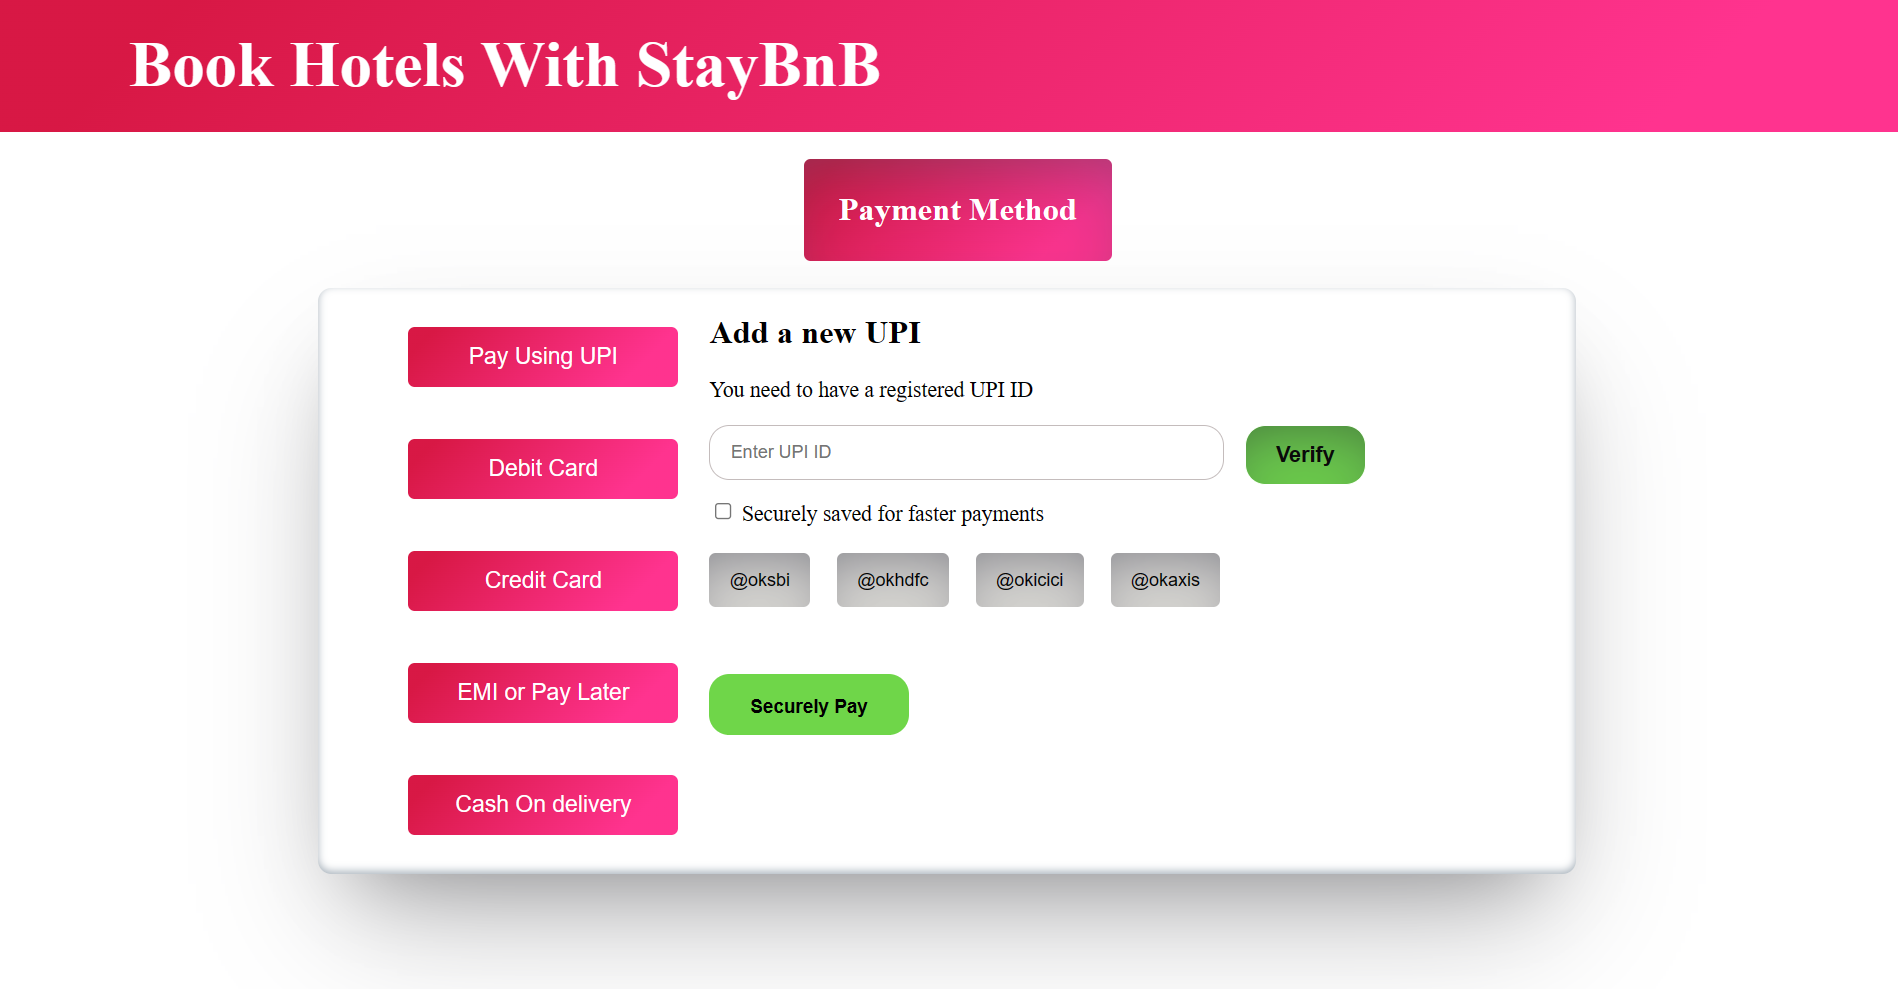 Book Hotels With StayBnB
Payment Method
Pay Using UPI
Debit Card
Credit Card
EMI or Pay Later
Cash On delivery
Add a new UPI
You need to have a registered UPI ID
Enter UPI ID
Verify
Securely saved for faster payments
@oksbi @okhdfc @okicici @okaxis
Securely Pay